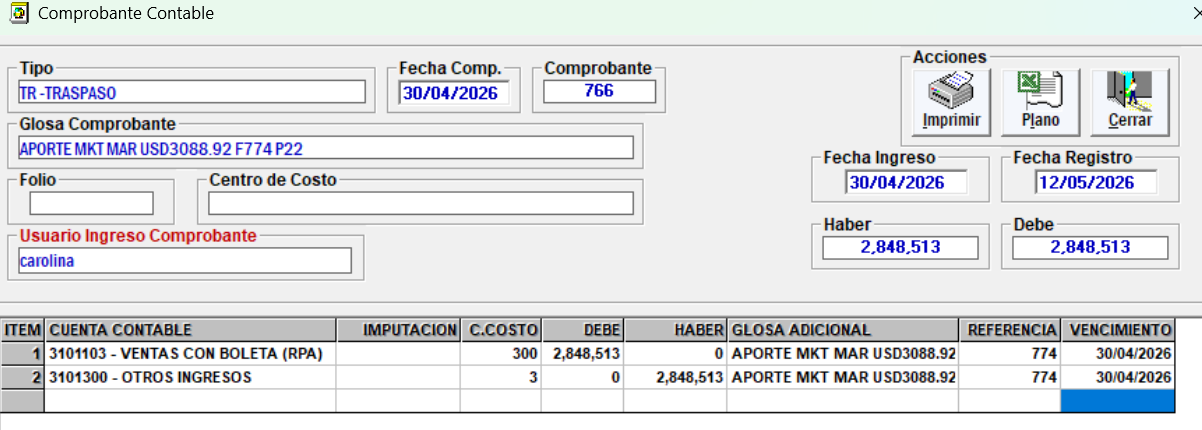 Comprobante Contable
Tipo
TR -TRASPASO
Fecha Comp.
30/04/2026
Comprobante
766
Acciones
Imprimir
Plano
Cerrar
Glosa Comprobante
APORTE MKT MAR USD3088.92 F774 P22
Fecha Ingreso
30/04/2026
Fecha Registro
12/05/2026
Folio
Centro de Costo
Haber
2,848,513
Debe
2,848,513
Usuario Ingreso Comprobante
carolina
ITEM CUENTA CONTABLE IMPUTACION C.COSTO DEBE HABER GLOSA ADICIONAL REFERENCIA VENCIMIENTO
1 3101103 - VENTAS CON BOLETA (RPA) 300 2,848,513 0 APORTE MKT MAR USD3088.92 774 30/04/2026
2 3101300 - OTROS INGRESOS 3 0 2,848,513 APORTE MKT MAR USD3088.92 774 30/04/2026